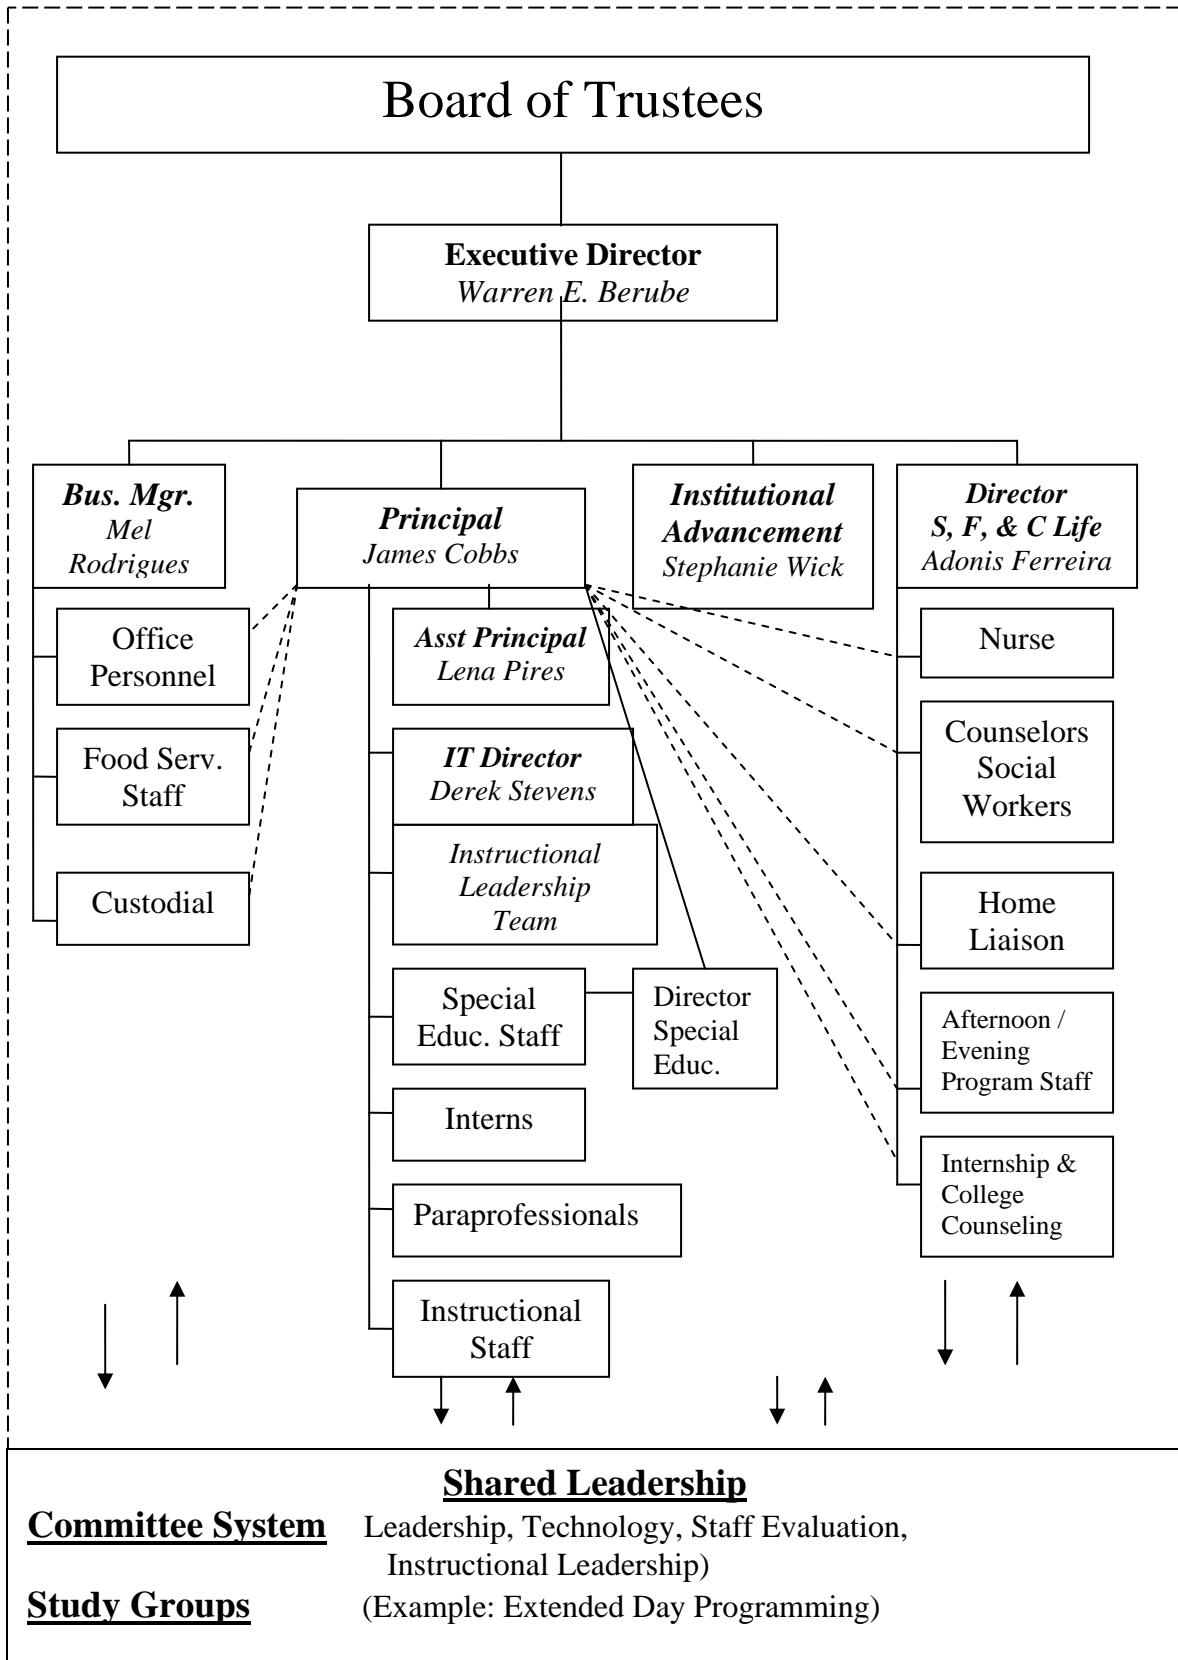 Board of Trustees
Executive Director
Warren E. Berube
Bus. Mgr.
Mel
Rodrigues
Principal
James Cobbs
Institutional
Advancement
Stephanie Wick
Director
S, F, & C Life
Adonis Ferreira
Office
Personnel
Food Serv.
Staff
Custodial
Asst Principal
Lena Pires
IT Director
Derek Stevens
Instructional
Leadership
Team
Special
Educ. Staff
Director
Special
Educ.
Interns
Paraprofessionals
Instructional
Staff
Nurse
Counselors
Social
Workers
Home
Liaison
Afternoon /
Evening
Program Staff
Internship &
College
Counseling
Shared Leadership
Committee System Leadership, Technology, Staff Evaluation,
Instructional Leadership)
Study Groups (Example: Extended Day Programming)